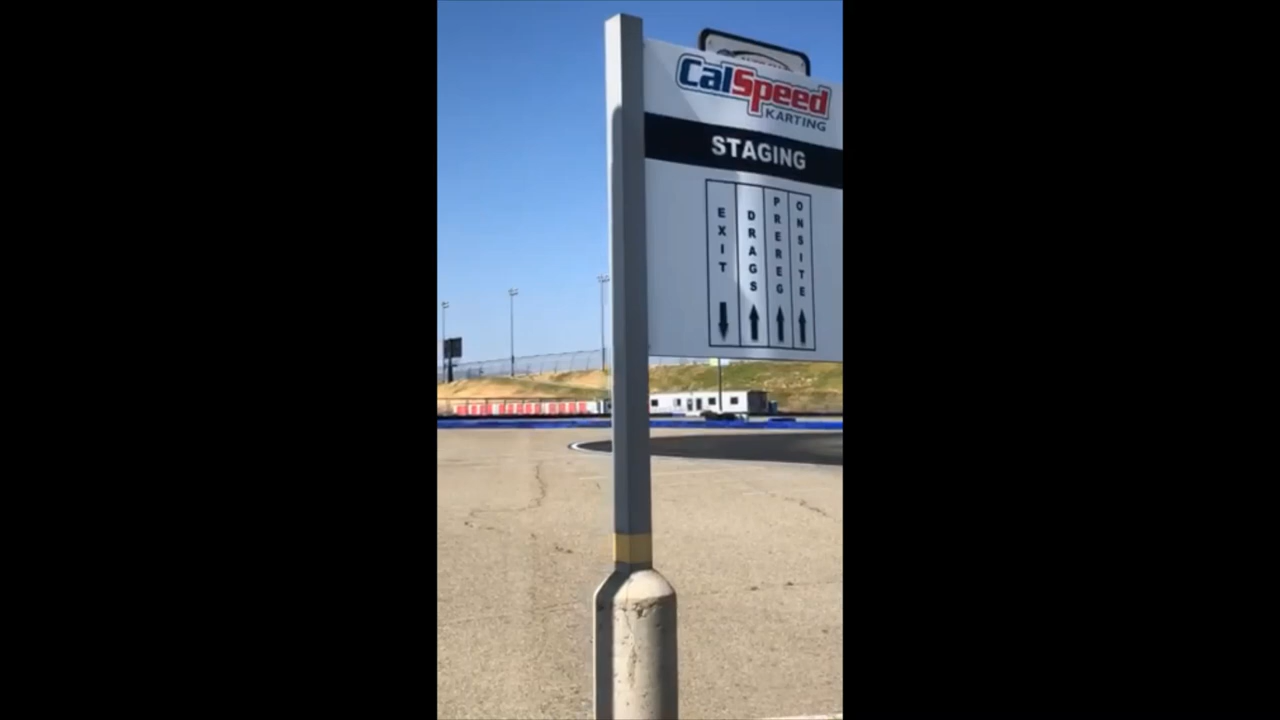 CalSpeed
KARTING
STAGING
EXIT
DRAGS
PREREG
ONSITE